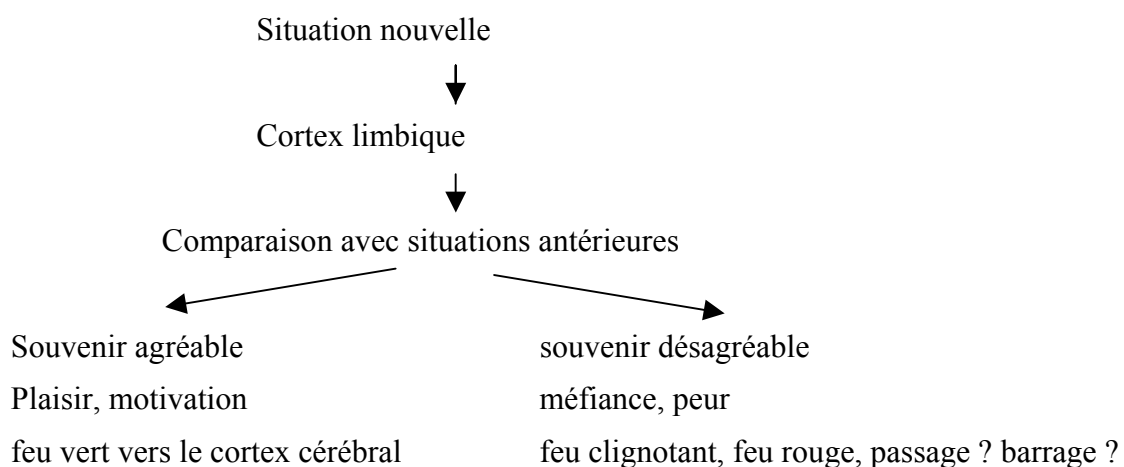 Situation nouvelle
Cortex limbique
Comparaison avec situations antérieures
Souvenir agréable
Plaisir, motivation
feu vert vers le cortex cérébral
souvenir désagréable
méfiance, peur
feu clignotant, feu rouge, passage ? barrage ?